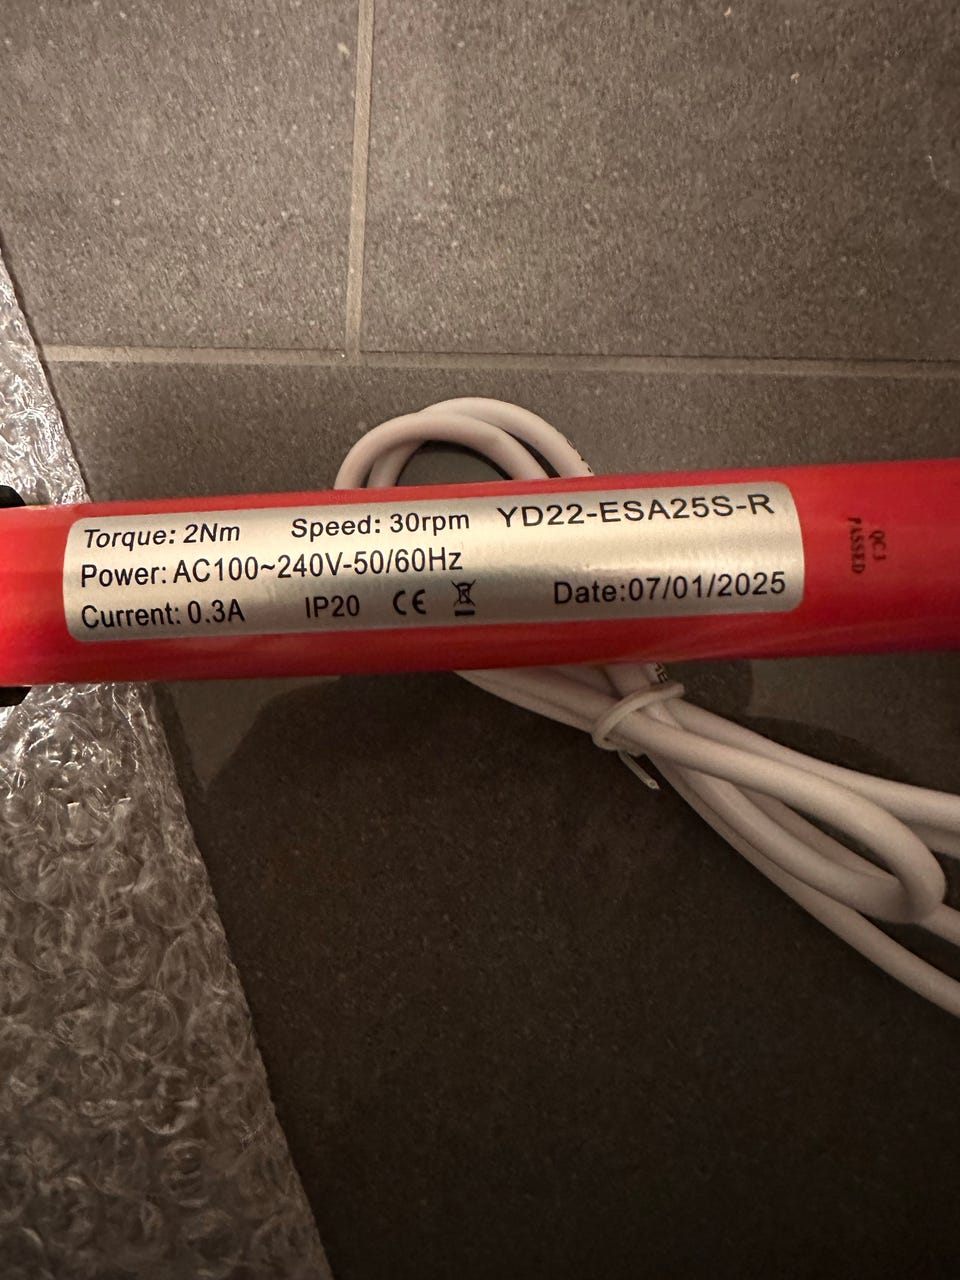 Torque: 2Nm Speed: 30rpm YD22-ESA25S-R
Power: AC100~240V-50/60Hz
Current: 0.3A IP20 CE Date:07/01/2025
QC3
PASSED